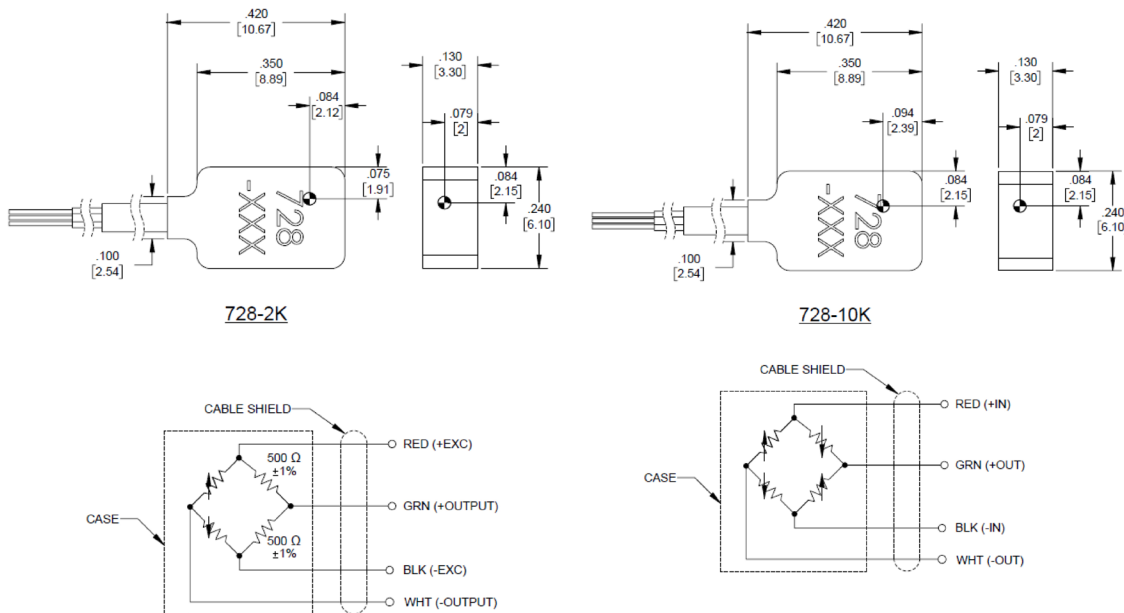 .420
[10.67]
.350
[8.89]
.084
[2.12]
.130
[3.30]
.079
[2]
.075
[1.91]
.084
[2.15]
.240
[6.10]
.100
[2.54]
728
-XXX
728-2K
.420
[10.67]
.350
[8.89]
.094
[2.39]
.130
[3.30]
.079
[2]
.084
[2.15]
.084
[2.15]
.240
[6.10]
.100
[2.54]
-728
-XXX
728-10K
CABLE SHIELD
RED (+EXC)
500 Ω
±1%
GRN (+OUTPUT)
CASE
500 Ω
±1%
BLK (-EXC)
WHT (-OUTPUT)
CABLE SHIELD
RED (+IN)
GRN (+OUT)
CASE
BLK (-IN)
WHT (-OUT)